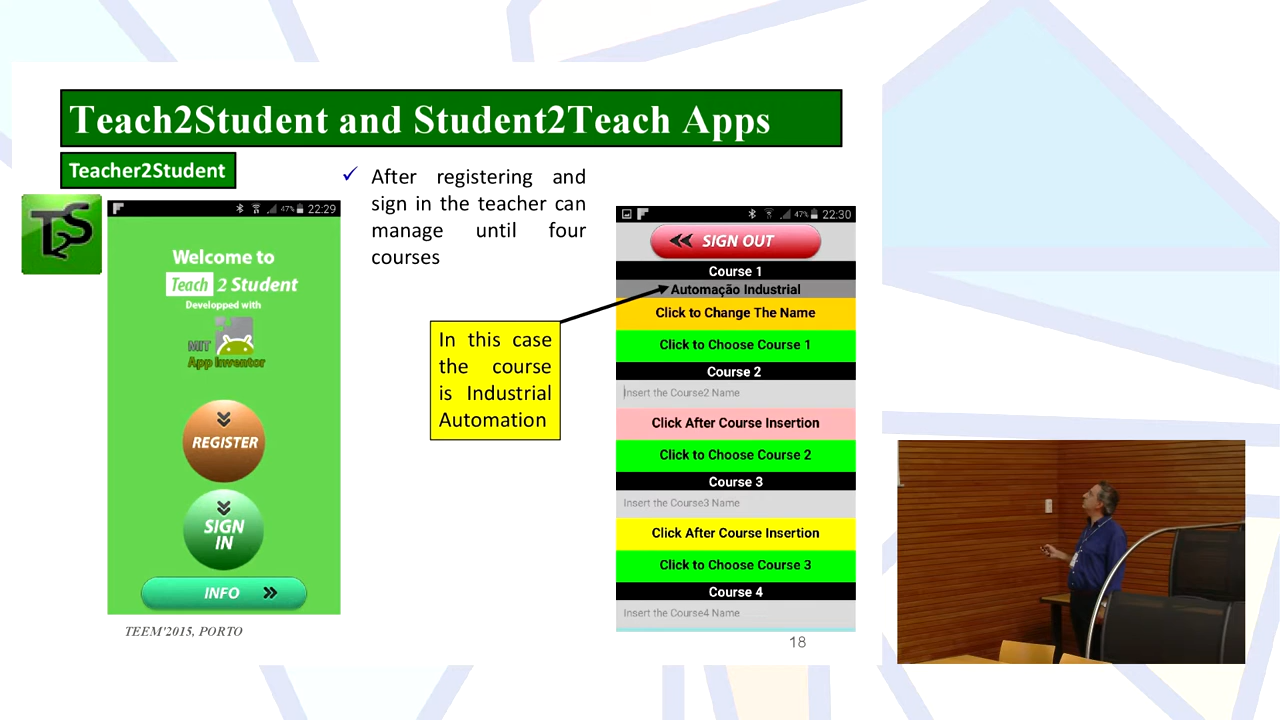 Teach2Student and Student2Teach Apps
Teacher2Student
T2S
22:29
47%
Welcome to
Teach 2 Student
Developped with
MIT
App Inventor
REGISTER
SIGN
IN
INFO
After registering and
sign in the teacher can
manage until four
courses
In this case
the course
is Industrial
Automation
47% 22:30
SIGN OUT
Course 1
Automação Industrial
Click to Change The Name
Click to Choose Course 1
Course 2
Insert the Course2 Name
Click After Course Insertion
Click to Choose Course 2
Course 3
Insert the Course3 Name
Click After Course Insertion
Click to Choose Course 3
Course 4
Insert the Course4 Name
TEEM'2015, PORTO
18